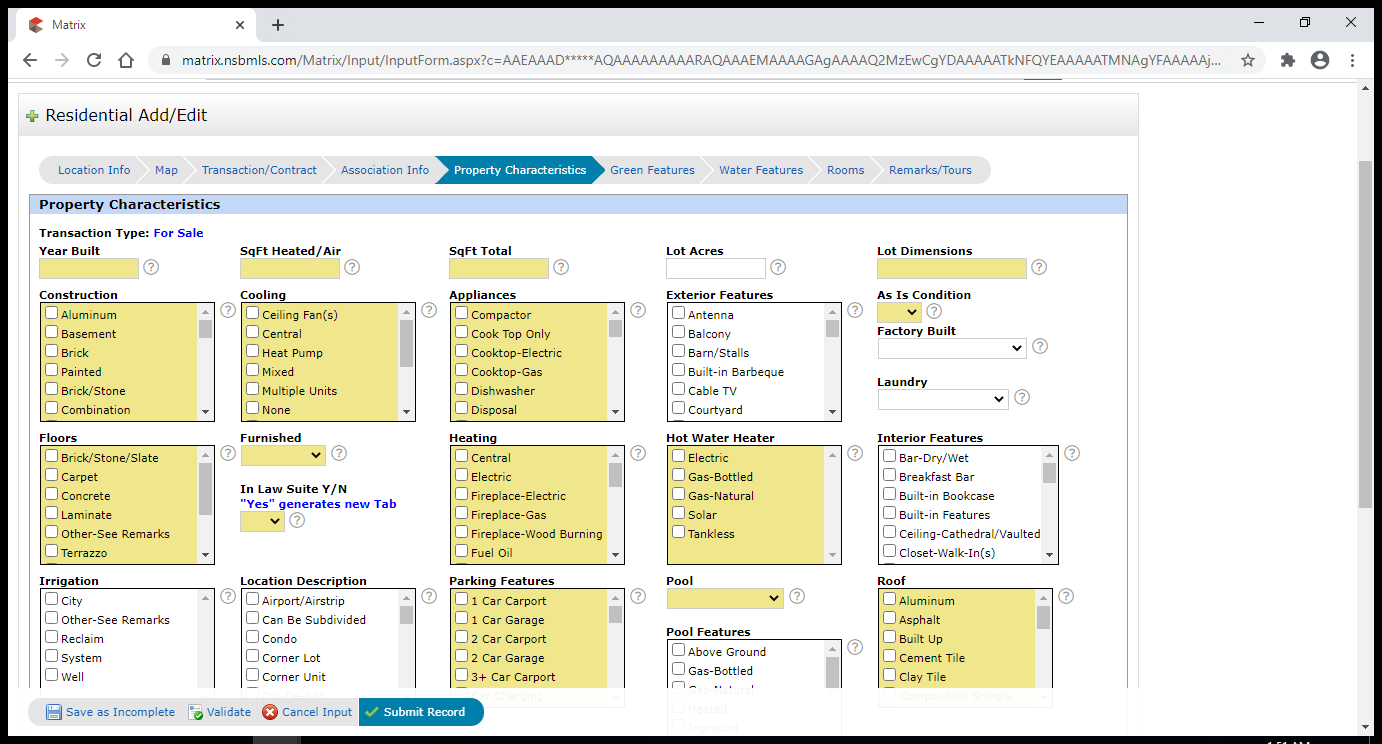 Matrix
matrix.nsbmls.com/Matrix/Input/InputForm.aspx?c=AAEAAAD*****AQAAAAAAAAARAQAAAEMAAAAGAgAAAAQ2MzEwCgYDAAAAATkNFQYEAAAAATMNAgYFAAAAAj...
Residential Add/Edit
Location Info Map Transaction/Contract Association Info Property Characteristics Green Features Water Features Rooms Remarks/Tours
Property Characteristics
Transaction Type: For Sale
Year Built SqFt Heated/Air SqFt Total Lot Acres Lot Dimensions
Construction Cooling Appliances Exterior Features As Is Condition
Aluminum Ceiling Fan(s) Compactor Antenna
Basement Central Cook Top Only Balcony Factory Built
Brick Heat Pump Cooktop-Electric Barn/Stalls
Painted Mixed Cooktop-Gas Built-in Barbeque
Laundry
Brick/Stone Multiple Units Dishwasher Cable TV
Combination None Disposal Courtyard
Floors Furnished Heating Hot Water Heater Interior Features
Brick/Stone/Slate Central Electric Bar-Dry/Wet
Carpet Electric Gas-Bottled Breakfast Bar
In Law Suite Y/N
Concrete Fireplace-Electric Gas-Natural Built-in Bookcase
"Yes" generates new Tab
Laminate Fireplace-Gas Solar Built-in Features
Other-See Remarks Fireplace-Wood Burning Tankless Ceiling-Cathedral/Vaulted
Terrazzo Fuel Oil Closet-Walk-In(s)
Irrigation Location Description Parking Features Pool Roof
City Airport/Airstrip 1 Car Carport Aluminum
Other-See Remarks Can Be Subdivided 1 Car Garage Asphalt
Reclaim Condo 2 Car Carport Pool Features Built Up
System Corner Lot 2 Car Garage Above Ground Cement Tile
Well Corner Unit 3+ Car Carport Gas-Bottled Clay Tile
Gas-Natural
Composition Shingle
Heated
Inground
Save as Incomplete Validate Cancel Input Submit Record